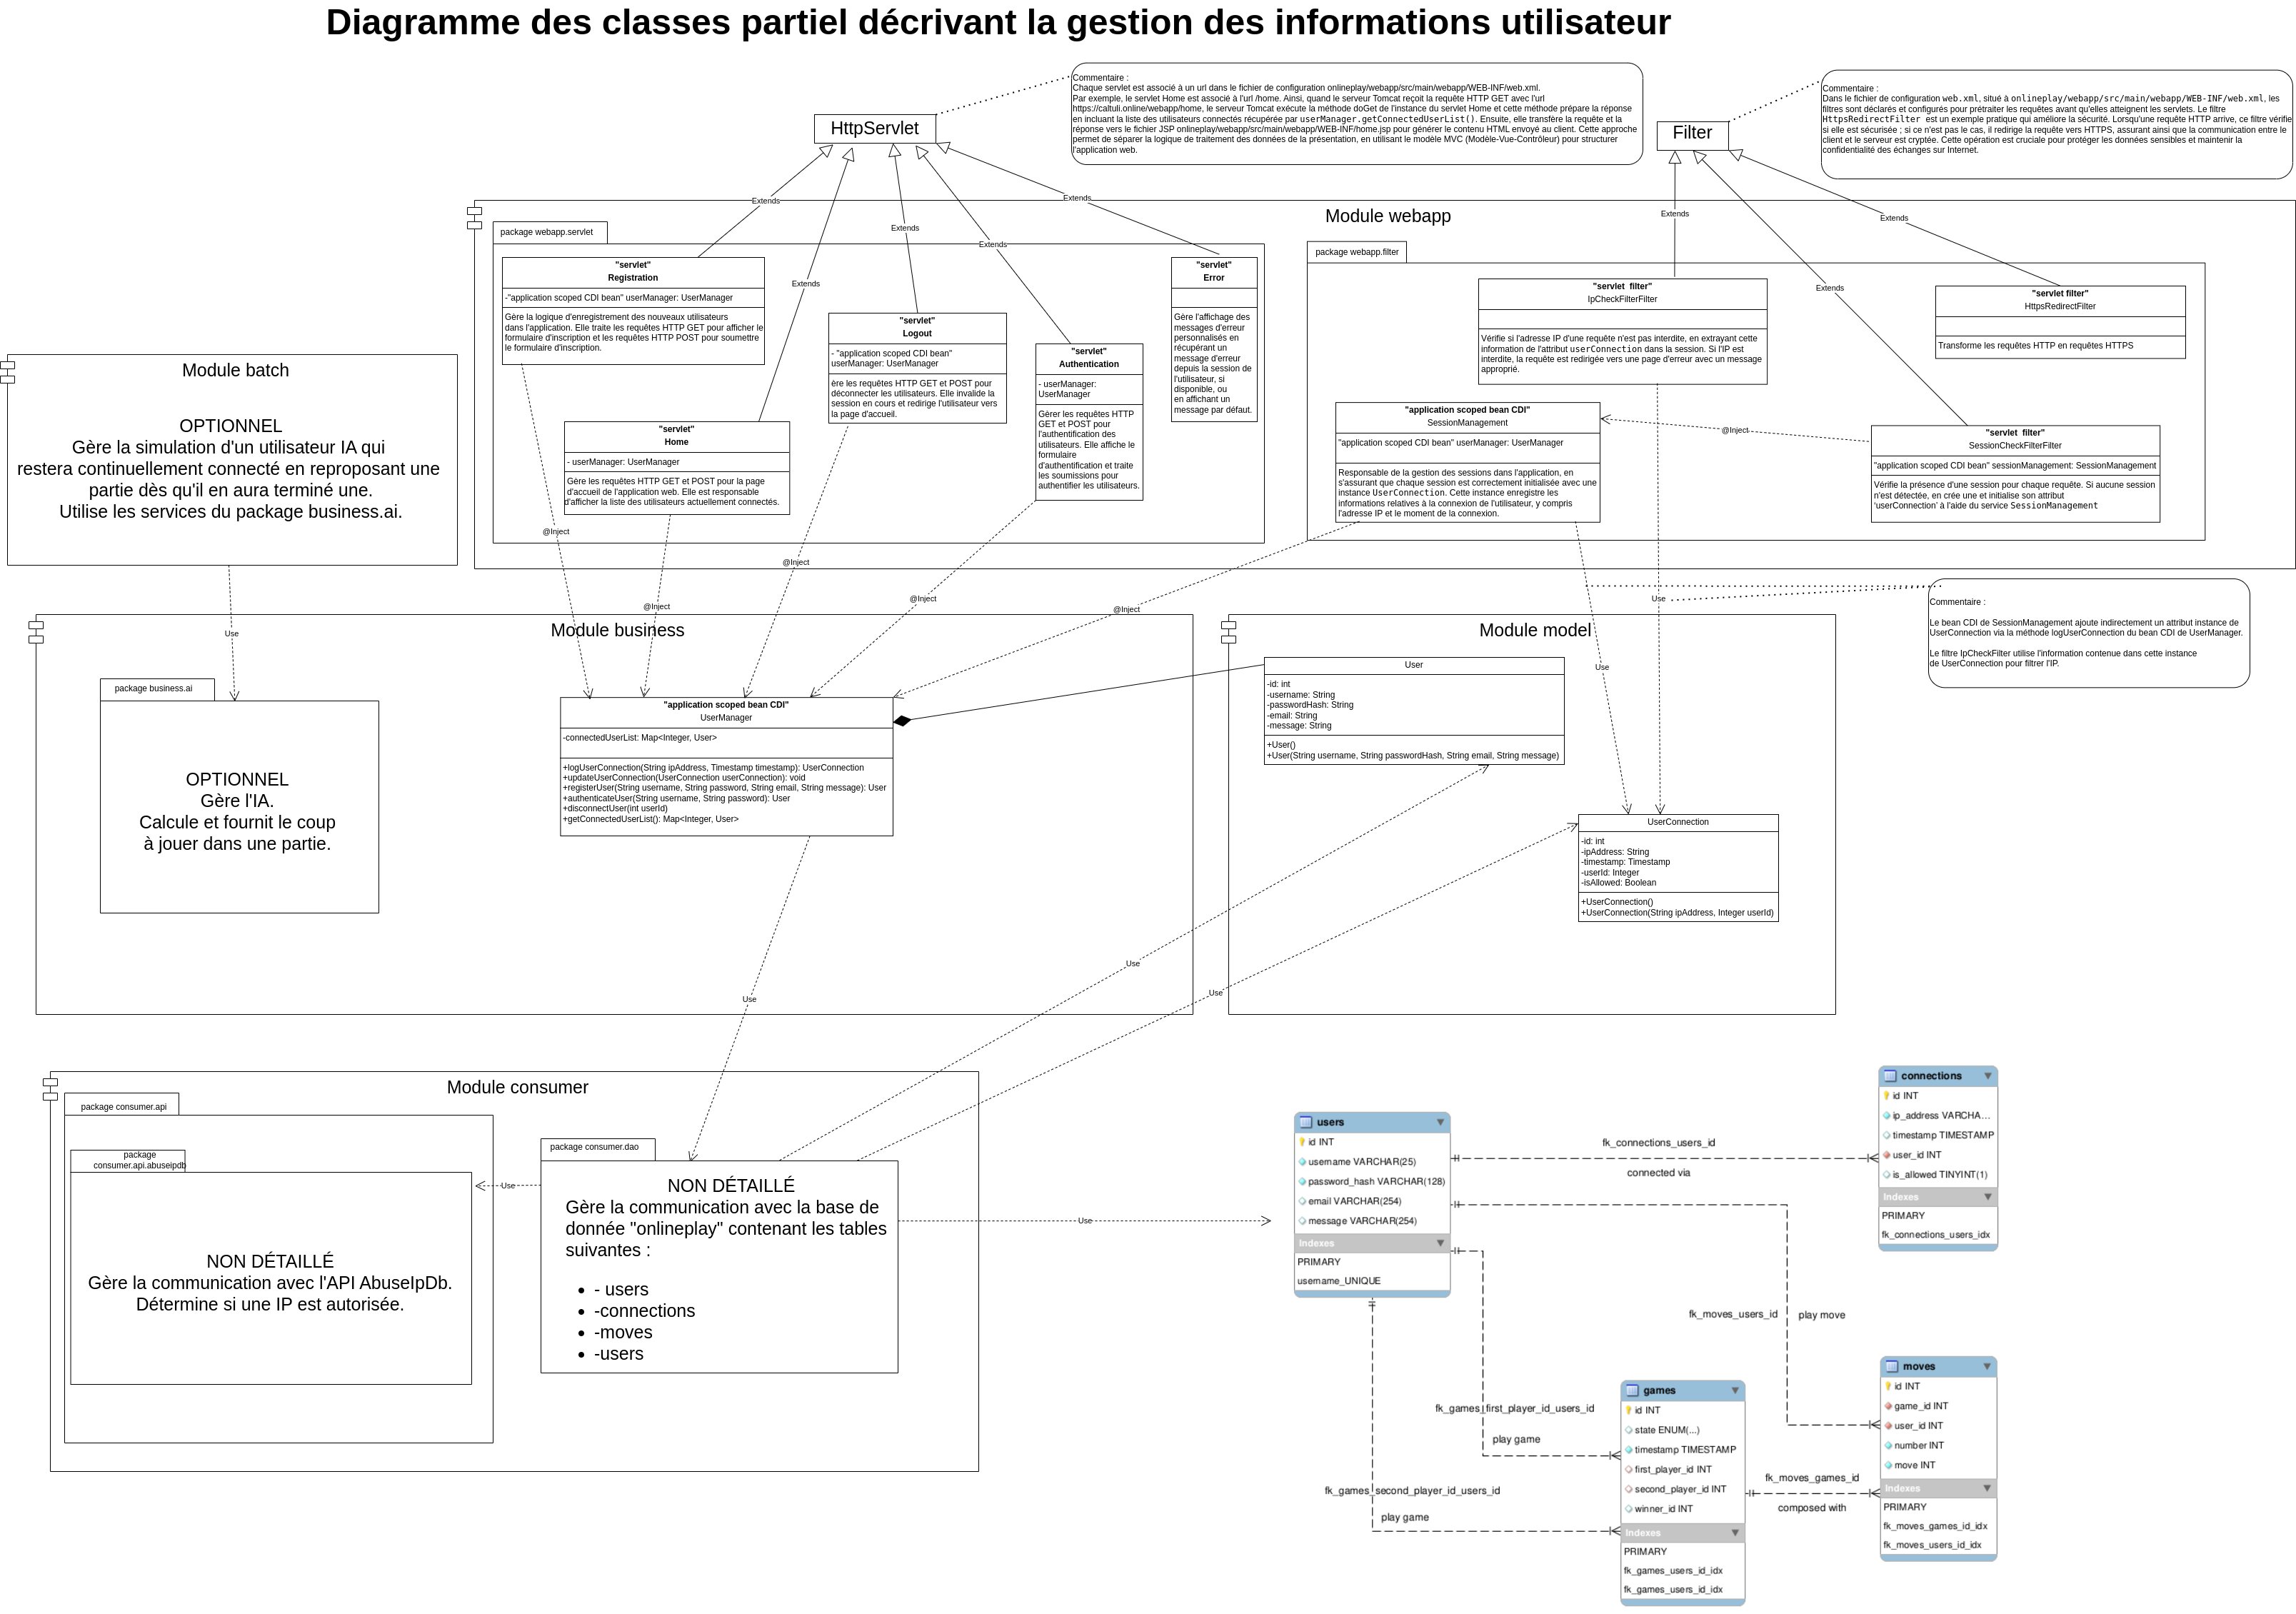 Diagramme des classes partiel décrivant la gestion des informations utilisateur
Commentaire :
Chaque servlet est associé à un url dans le fichier de configuration onlineplay/webapp/src/main/webapp/WEB-INF/web.xml.
Par exemple, le servlet Home est associé à l'url /home. Ainsi, quand le serveur Tomcat reçoit la requête HTTP GET avec l'url
https://caltuli.online/webapp/home, le serveur Tomcat exécute la méthode doGet de l'instance du servlet Home et cette méthode prépare la réponse
en incluant la liste des utilisateurs connectés récupérée par userManager.getConnectedUserList(). Ensuite, elle transfère la requête et la
réponse vers le fichier JSP onlineplay/webapp/src/main/webapp/WEB-INF/home.jsp pour générer le contenu HTML envoyé au client. Cette approche
permet de séparer la logique de traitement des données de la présentation, en utilisant le modèle MVC (Modèle-Vue-Contrôleur) pour structurer
l'application web.
Commentaire :
Dans le fichier de configuration web.xml, situé à onlineplay/webapp/src/main/webapp/WEB-INF/web.xml, les
filtres sont déclarés et configurés pour prétraiter les requêtes avant qu'elles atteignent les servlets. Le filtre
HttpsRedirectFilter est un exemple pratique qui améliore la sécurité. Lorsqu'une requête HTTP arrive, ce filtre vérifie
si elle est sécurisée ; si ce n'est pas le cas, il redirige la requête vers HTTPS, assurant ainsi que la communication entre le
client et le serveur est cryptée. Cette opération est cruciale pour protéger les données sensibles et maintenir la
confidentialité des échanges sur Internet.
HttpServlet
Filter
Extends
Extends
Extends
Extends
Extends
Extends
Extends
Extends
Module webapp
package webapp.servlet
"servlet"
Registration
-"application scoped CDI bean" userManager: UserManager
Gère la logique d'enregistrement des nouveaux utilisateurs
dans l'application. Elle traite les requêtes HTTP GET pour afficher le
formulaire d'inscription et les requêtes HTTP POST pour soumettre
le formulaire d'inscription.
"servlet"
Home
- userManager: UserManager
Gère les requêtes HTTP GET et POST pour la page
d'accueil de l'application web. Elle est responsable
d'afficher la liste des utilisateurs actuellement connectés.
"servlet"
Logout
- "application scoped CDI bean"
userManager: UserManager
ère les requêtes HTTP GET et POST pour
déconnecter les utilisateurs. Elle invalide la
session en cours et redirige l'utilisateur vers
la page d'accueil.
"servlet"
Authentication
- userManager:
UserManager
Gérer les requêtes HTTP
GET et POST pour
l'authentification des
utilisateurs. Elle affiche le
formulaire
d'authentification et traite
les soumissions pour
authentifier les utilisateurs.
"servlet"
Error
Gère l'affichage des
messages d'erreur
personnalisés en
récupérant un
message d'erreur
depuis la session de
l'utilisateur, si
disponible, ou
en affichant un
message par défaut.
package webapp.filter
"servlet filter"
IpCheckFilterFilter
Vérifie si l'adresse IP d'une requête n'est pas interdite, en extrayant cette
information de l'attribut userConnection dans la session. Si l'IP est
interdite, la requête est redirigée vers une page d'erreur avec un message
approprié.
"servlet filter"
HttpsRedirectFilter
Transforme les requêtes HTTP en requêtes HTTPS
"application scoped bean CDI"
SessionManagement
"application scoped CDI bean" userManager: UserManager
Responsable de la gestion des sessions dans l'application, en
s'assurant que chaque session est correctement initialisée avec une
instance UserConnection. Cette instance enregistre les
informations relatives à la connexion de l'utilisateur, y compris
l'adresse IP et le moment de la connexion.
@Inject
"servlet filter"
SessionCheckFilterFilter
"application scoped CDI bean" sessionManagement: SessionManagement
Vérifie la présence d'une session pour chaque requête. Si aucune session
n'est détectée, en crée une et initialise son attribut
'userConnection' à l'aide du service SessionManagement
Module batch
OPTIONNEL
Gère la simulation d'un utilisateur IA qui
restera continuellement connecté en reproposant une
partie dès qu'il en aura terminé une.
Utilise les services du package business.ai.
@Inject
@Inject
@Inject
@Inject
@Inject
Use
Use
Use
Commentaire :
Le bean CDI de SessionManagement ajoute indirectement un attribut instance de
UserConnection via la méthode logUserConnection du bean CDI de UserManager.
Le filtre IpCheckFilter utilise l'information contenue dans cette instance
de UserConnection pour filtrer l'IP.
Module business
package business.ai
OPTIONNEL
Gère l'IA.
Calcule et fournit le coup
à jouer dans une partie.
"application scoped bean CDI"
UserManager
-connectedUserList: Map<Integer, User>
+logUserConnection(String ipAddress, Timestamp timestamp): UserConnection
+updateUserConnection(UserConnection userConnection): void
+registerUser(String username, String password, String email, String message): User
+authenticateUser(String username, String password): User
+disconnectUser(int userId)
+getConnectedUserList(): Map<Integer, User>
Module model
User
-id: int
-username: String
-passwordHash: String
-email: String
-message: String
+User()
+User(String username, String passwordHash, String email, String message)
UserConnection
-id: int
-ipAddress: String
-timestamp: Timestamp
-userId: Integer
-isAllowed: Boolean
+UserConnection()
+UserConnection(String ipAddress, Integer userId)
Use
Use
Use
Module consumer
package consumer.api
package
consumer.api.abuseipdb
NON DÉTAILLÉ
Gère la communication avec l'API AbuseIpDb.
Détermine si une IP est autorisée.
Use
package consumer.dao
NON DÉTAILLÉ
Gère la communication avec la base de
donnée "onlineplay" contenant les tables
suivantes :
• - users
• -connections
• -moves
• -users
Use
users
id INT
username VARCHAR(25)
password_hash VARCHAR(128)
email VARCHAR(254)
message VARCHAR(254)
Indexes
PRIMARY
username_UNIQUE
fk_connections_users_id
connected via
connections
id INT
ip_address VARCHA...
timestamp TIMESTAMP
user_id INT
is_allowed TINYINT(1)
Indexes
PRIMARY
fk_connections_users_idx
fk_moves_users_id
play move
fk_games_first_player_id_users_id
play game
fk_games_second_player_id_users_id
play game
games
id INT
state ENUM(...)
timestamp TIMESTAMP
first_player_id INT
second_player_id INT
winner_id INT
Indexes
PRIMARY
fk_games_users_id_idx
fk_games_users_id_idx
fk_moves_games_id
composed with
moves
id INT
game_id INT
user_id INT
number INT
move INT
Indexes
PRIMARY
fk_moves_games_id_idx
fk_moves_users_id_idx